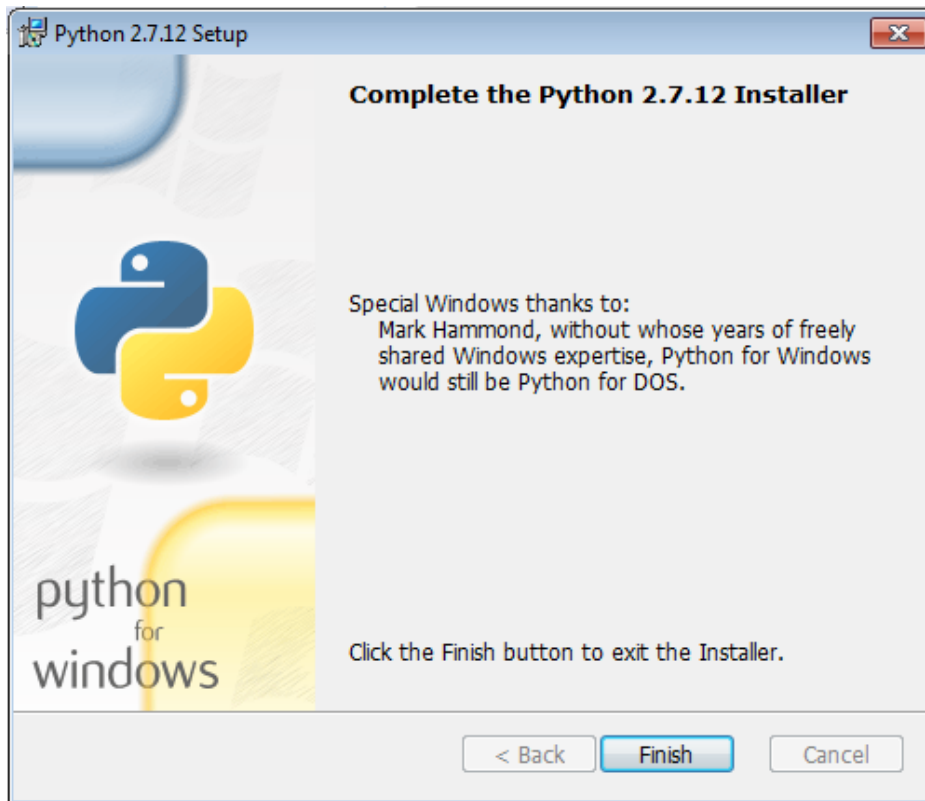 Python 2.7.12 Setup
Complete the Python 2.7.12 Installer
Special Windows thanks to:
Mark Hammond, without whose years of freely
shared Windows expertise, Python for Windows
would still be Python for DOS.
python
for
windows
Click the Finish button to exit the Installer.
< Back
Finish
Cancel